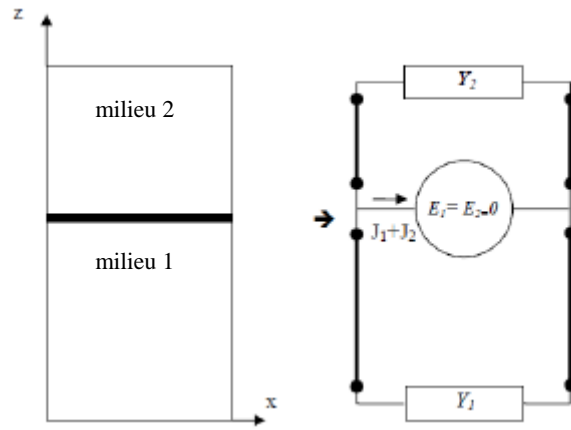 z
milieu 2
milieu 1
x
Y₂
E₁= E₂=0
J₁+J₂
Y₁